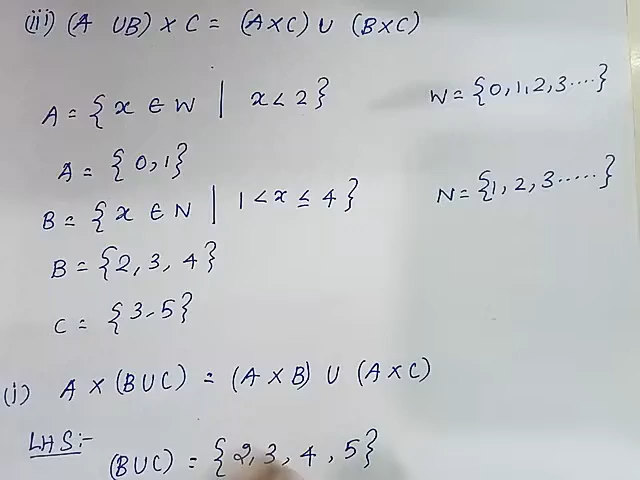 (iii) (A ∪B) × C = (A×C) ∪ (B×C)
A = {x ∈ W | x < 2}
W = {0,1,2,3....}
A = {0,1}
B = {x ∈ N | 1 < x ≤ 4}
N = {1, 2, 3.....}
B = {2, 3, 4}
C = {3, 5}
(i) A × (B∪C) = (A × B) ∪ (A × C)
LHS:-
(B∪C) = {2, 3, 4, 5}